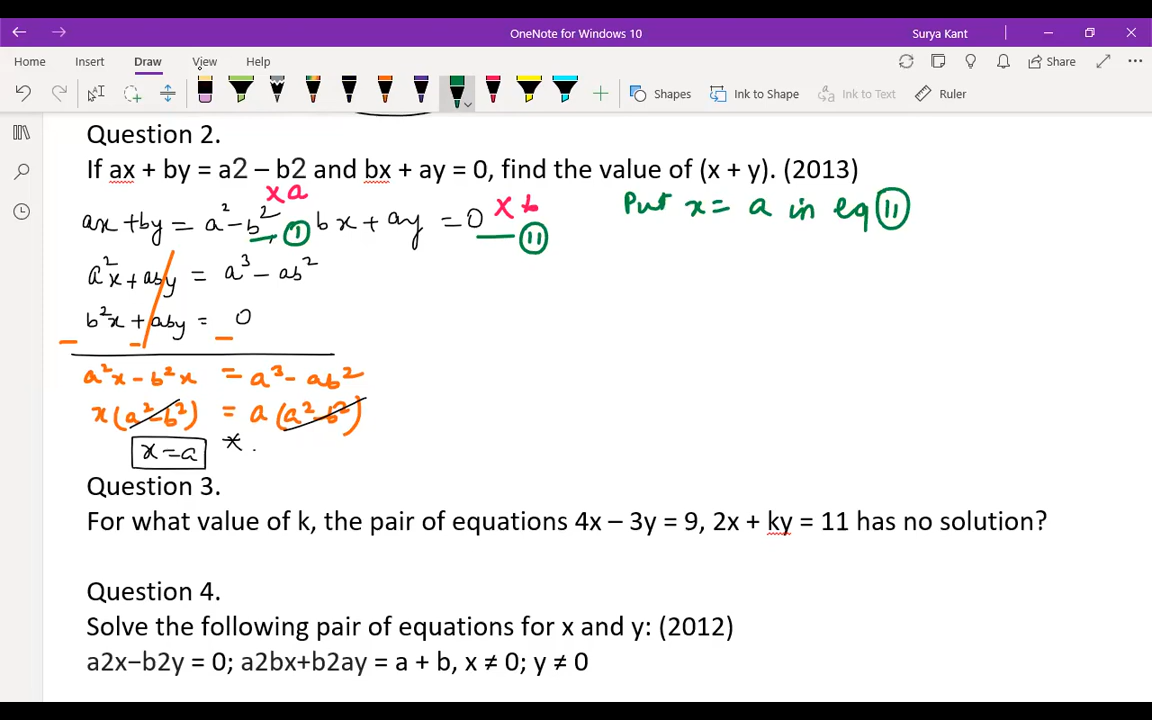 OneNote for Windows 10
Surya Kant
Home Insert Draw View Help
Share
Shapes Ink to Shape Ink to Text Ruler
Question 2.
If ax + by = a2 – b2 and bx + ay = 0, find the value of (x + y). (2013)
x a
x b
Put x = a in eq (11)
ax + by = a² - b², (1) bx + ay = 0 (11)
a²x + aby = a³ - ab²
b²x + aby = 0
- - -
a²x - b²x = a³ - ab²
x(a² - b²) = a(a² - b²)
x = a *.
Question 3.
For what value of k, the pair of equations 4x – 3y = 9, 2x + ky = 11 has no solution?
Question 4.
Solve the following pair of equations for x and y: (2012)
a2x−b2y = 0; a2bx+b2ay = a + b, x ≠ 0; y ≠ 0